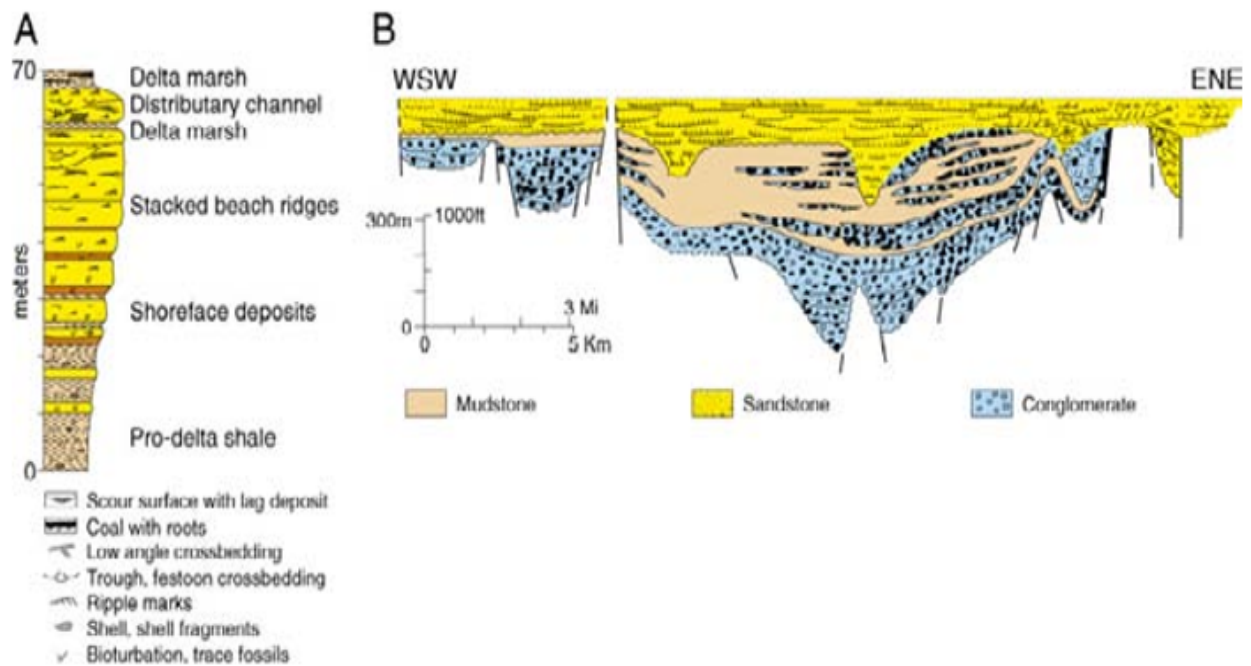 A
70
Delta marsh
Distributary channel
Delta marsh
Stacked beach ridges
meters
Shoreface deposits
Pro-delta shale
0
Scour surface with lag deposit
Coal with roots
Low angle crossbedding
Trough, festoon crossbedding
Ripple marks
Shell, shell fragments
Bioturbation, trace fossils
B
WSW
ENE
300m
1000ft
3 Mi
0
0
5 Km
Mudstone
Sandstone
Conglomerate